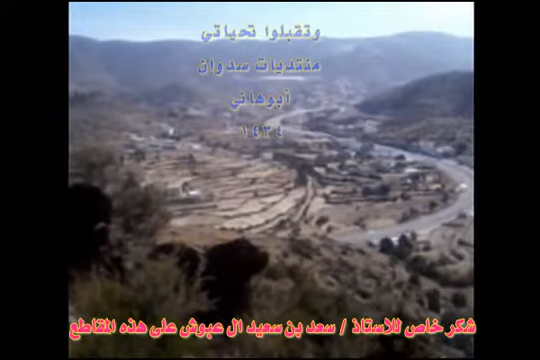 وتقبلوا تحياتي
منتديات سدوان
أبوهاني
١٤٣٤
شكر خاص للاستاذ / سعد بن سعيد ال عبوش على هذه المقاطع